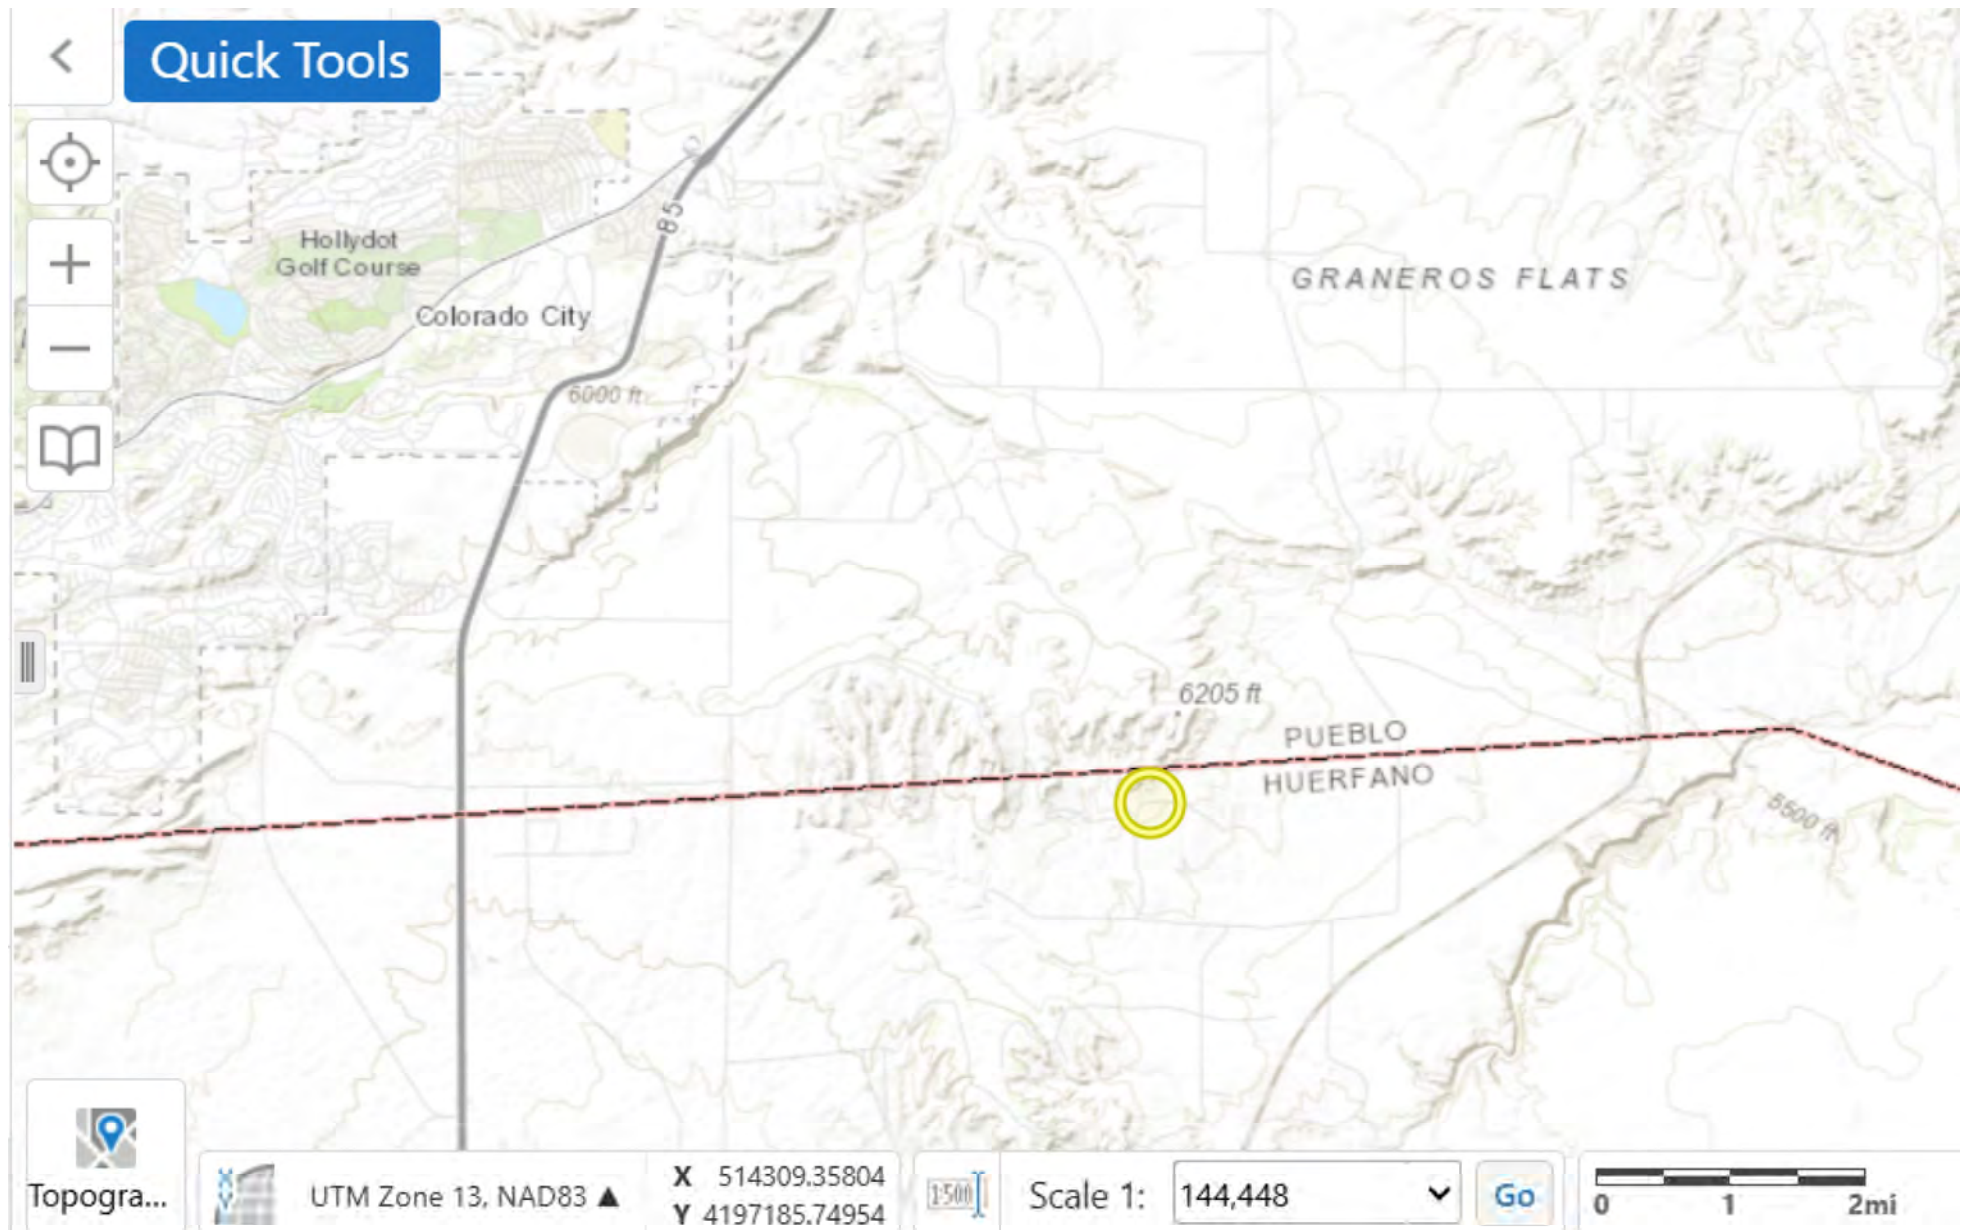 Quick Tools
85
Hollydot
Golf Course
Colorado City
GRANEROS FLATS
6000 ft
6205 ft
PUEBLO
HUERFANO
5500 ft
Topogra...
UTM Zone 13, NAD83 ▲
X 514309.35804
Y 4197185.74954
1:500
Scale 1:
144,448
Go
0 1 2mi